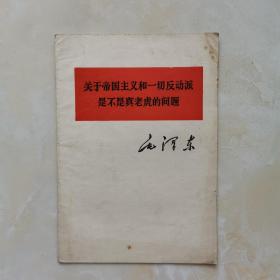 关于帝国主义和一切反动派
是不是真老虎的问题
毛泽东